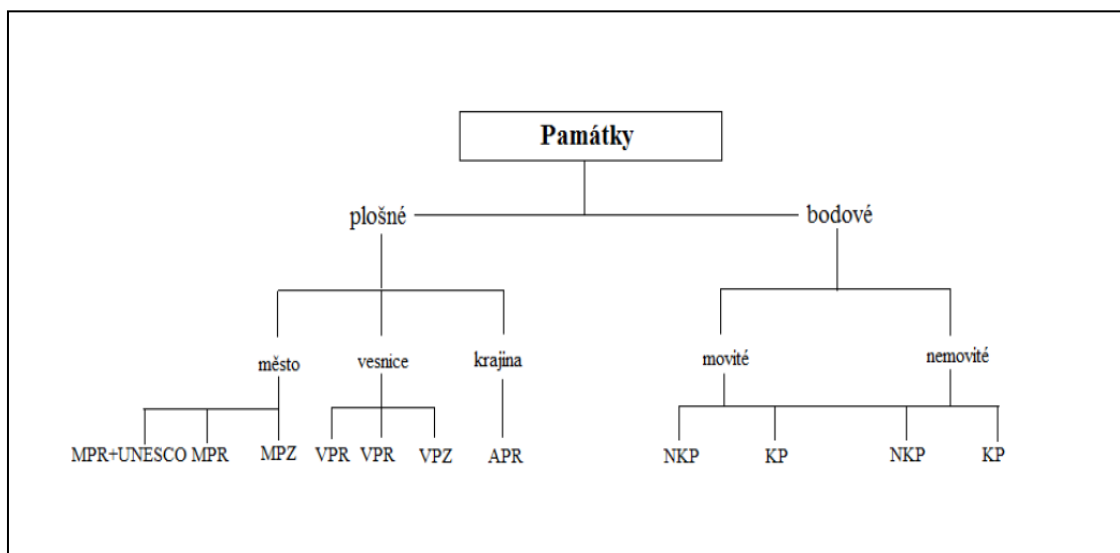 Památky
plošné bodové
město vesnice krajina movité nemovité
MPR+UNESCO MPR MPZ VPR VPR VPZ APR NKP KP NKP KP